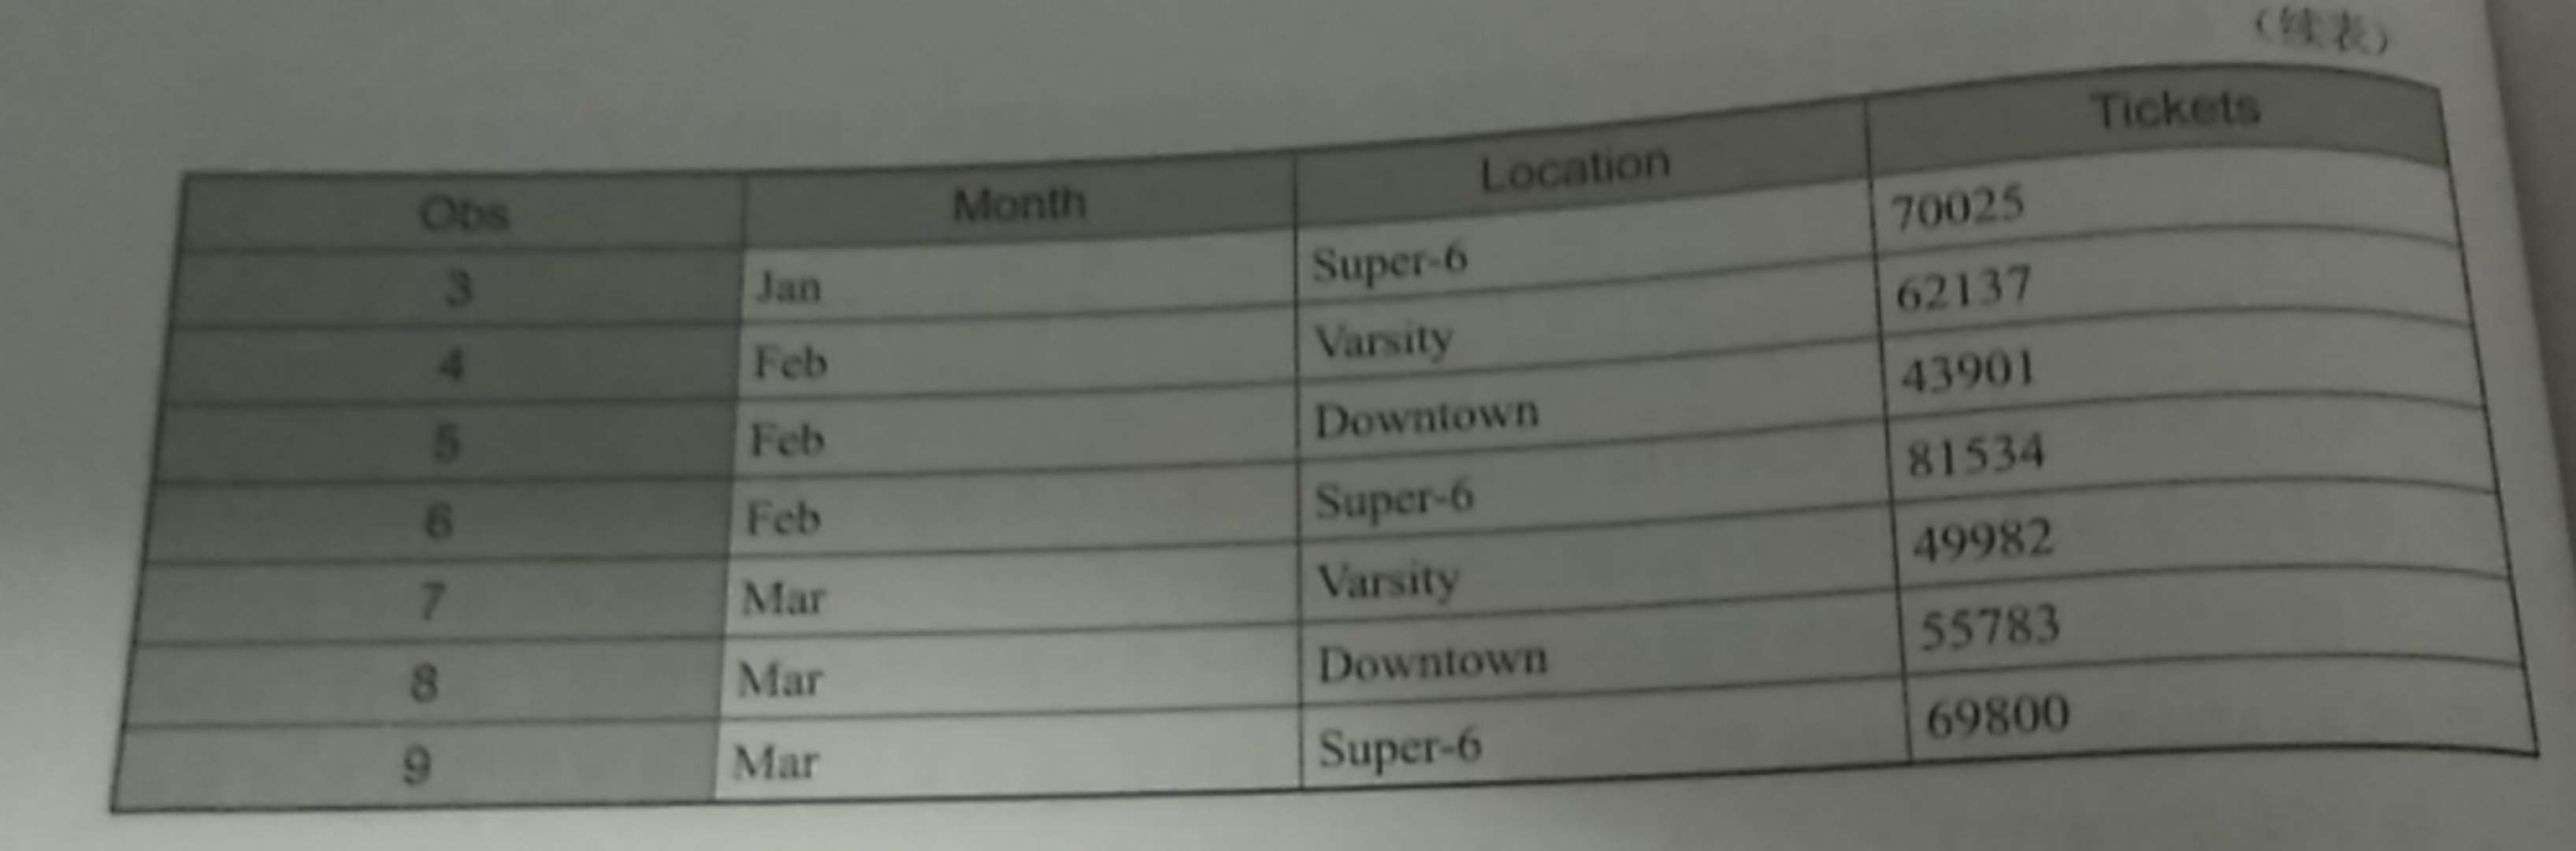 （续表）
Obs Month Location Tickets
3 Jan Super-6 70025
4 Feb Varsity 62137
5 Feb Downtown 43901
6 Feb Super-6 81534
7 Mar Varsity 49982
8 Mar Downtown 55783
9 Mar Super-6 69800